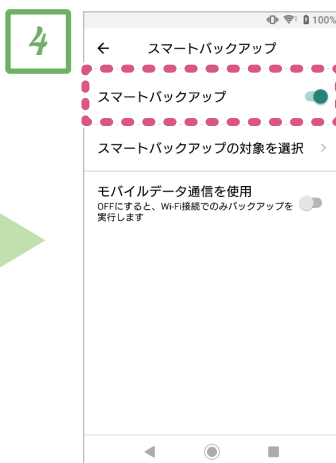 4
100%
スマートバックアップ
スマートバックアップ
スマートバックアップの対象を選択
モバイルデータ通信を使用
OFFにすると、Wi-Fi接続でのみバックアップを
実行します